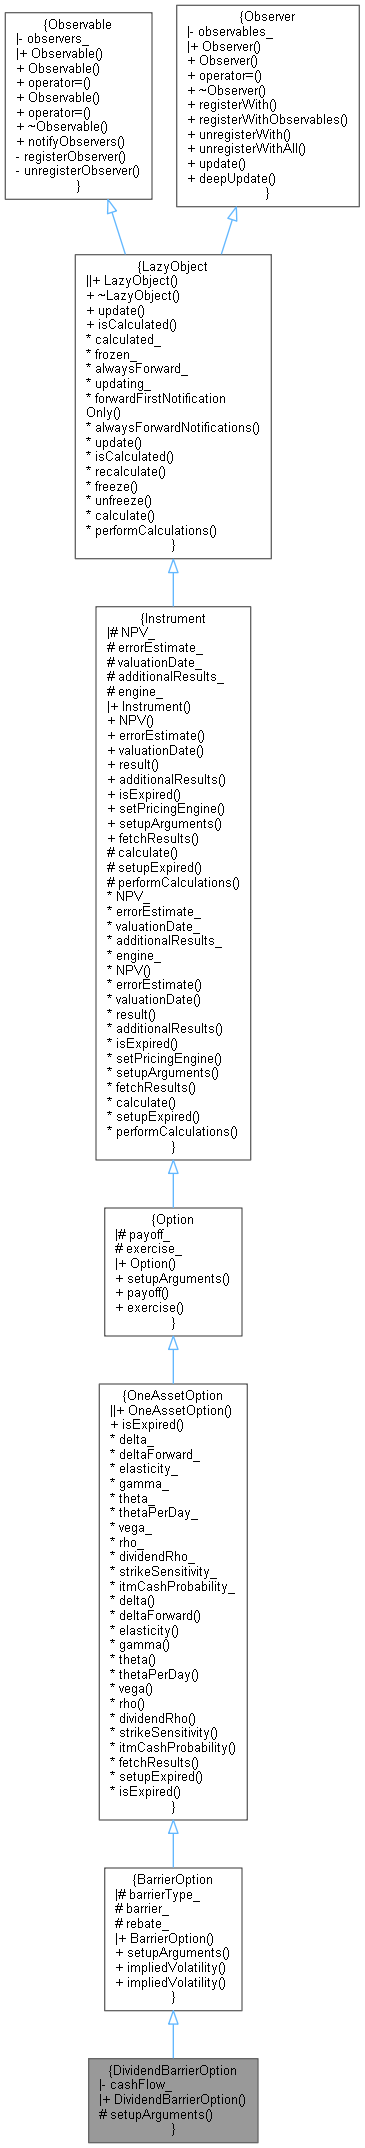 {Observable
|- observers_
|+ Observable()
+ Observable()
+ operator=()
+ Observable()
+ operator=()
+ ~Observable()
+ notifyObservers()
- registerObserver()
- unregisterObserver()
}
{Observer
|- observables_
|+ Observer()
+ Observer()
+ operator=()
+ ~Observer()
+ registerWith()
+ registerWithObservables()
+ unregisterWith()
+ unregisterWithAll()
+ update()
+ deepUpdate()
}
{LazyObject
||+ LazyObject()
+ ~LazyObject()
+ update()
+ isCalculated()
* calculated_
* frozen_
* alwaysForward_
* updating_
* forwardFirstNotification
Only()
* alwaysForwardNotifications()
* update()
* isCalculated()
* recalculate()
* freeze()
* unfreeze()
* calculate()
* performCalculations()
}
{Instrument
|# NPV_
# errorEstimate_
# valuationDate_
# additionalResults_
# engine_
|+ Instrument()
+ NPV()
+ errorEstimate()
+ valuationDate()
+ result()
+ additionalResults()
+ isExpired()
+ setPricingEngine()
+ setupArguments()
+ fetchResults()
# calculate()
# setupExpired()
# performCalculations()
* NPV_
* errorEstimate_
* valuationDate_
* additionalResults_
* engine_
* NPV()
* errorEstimate()
* valuationDate()
* result()
* additionalResults()
* isExpired()
* setPricingEngine()
* setupArguments()
* fetchResults()
* calculate()
* setupExpired()
* performCalculations()
}
{Option
|# payoff_
# exercise_
|+ Option()
+ setupArguments()
+ payoff()
+ exercise()
}
{OneAssetOption
||+ OneAssetOption()
+ isExpired()
* delta_
* deltaForward_
* elasticity_
* gamma_
* theta_
* thetaPerDay_
* vega_
* rho_
* dividendRho_
* strikeSensitivity_
* itmCashProbability_
* delta()
* deltaForward()
* elasticity()
* gamma()
* theta()
* thetaPerDay()
* vega()
* rho()
* dividendRho()
* strikeSensitivity()
* itmCashProbability()
* fetchResults()
* setupExpired()
* isExpired()
}
{BarrierOption
|# barrierType_
# barrier_
# rebate_
|+ BarrierOption()
+ setupArguments()
+ impliedVolatility()
+ impliedVolatility()
}
{DividendBarrierOption
|- cashFlow_
|+ DividendBarrierOption()
# setupArguments()
}